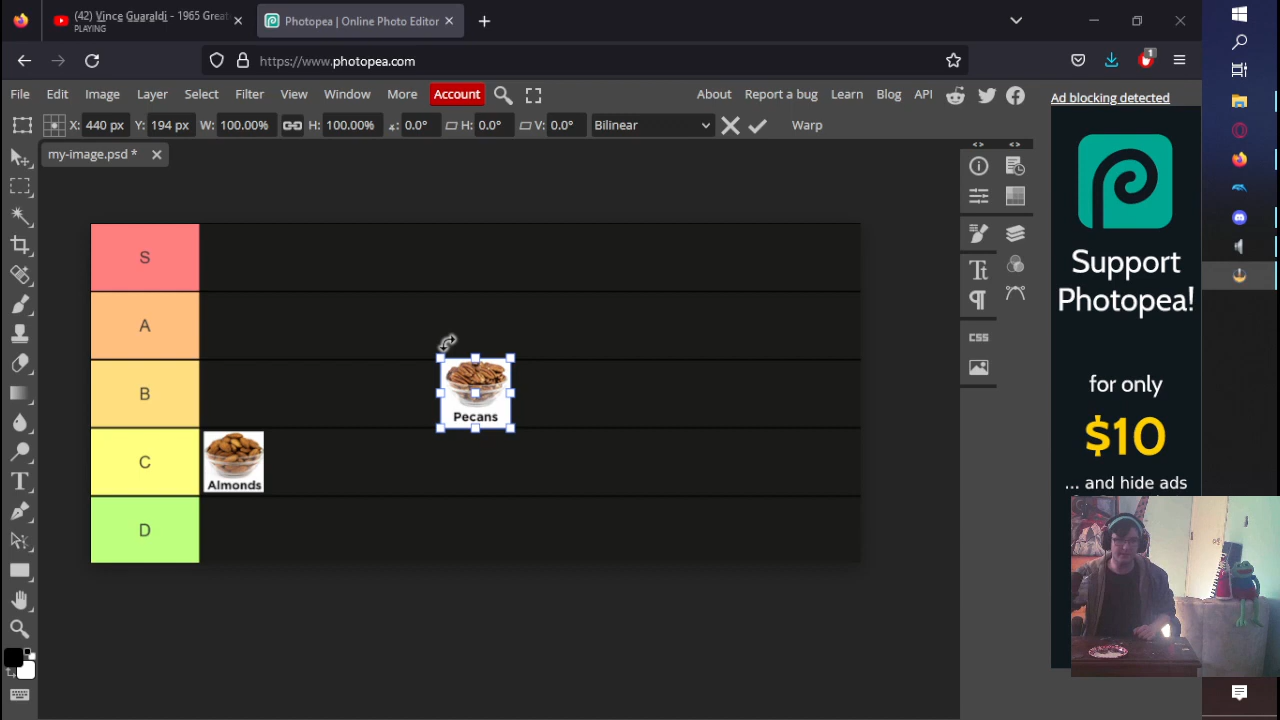 (42) Vince Guaraldi - 1965 Great
PLAYING
Photopea | Online Photo Editor
https://www.photopea.com
1
File Edit Image Layer Select Filter View Window More Account About Report a bug Learn Blog API
Ad blocking detected
X: 440 px Y: 194 px W: 100.00% H: 100.00% 0.0° H: 0.0° V: 0.0° Bilinear Warp
my-image.psd *
S
A
B
Pecans
C
Almonds
D
CSS
Support
Photopea!
for only
$10
... and hide ads